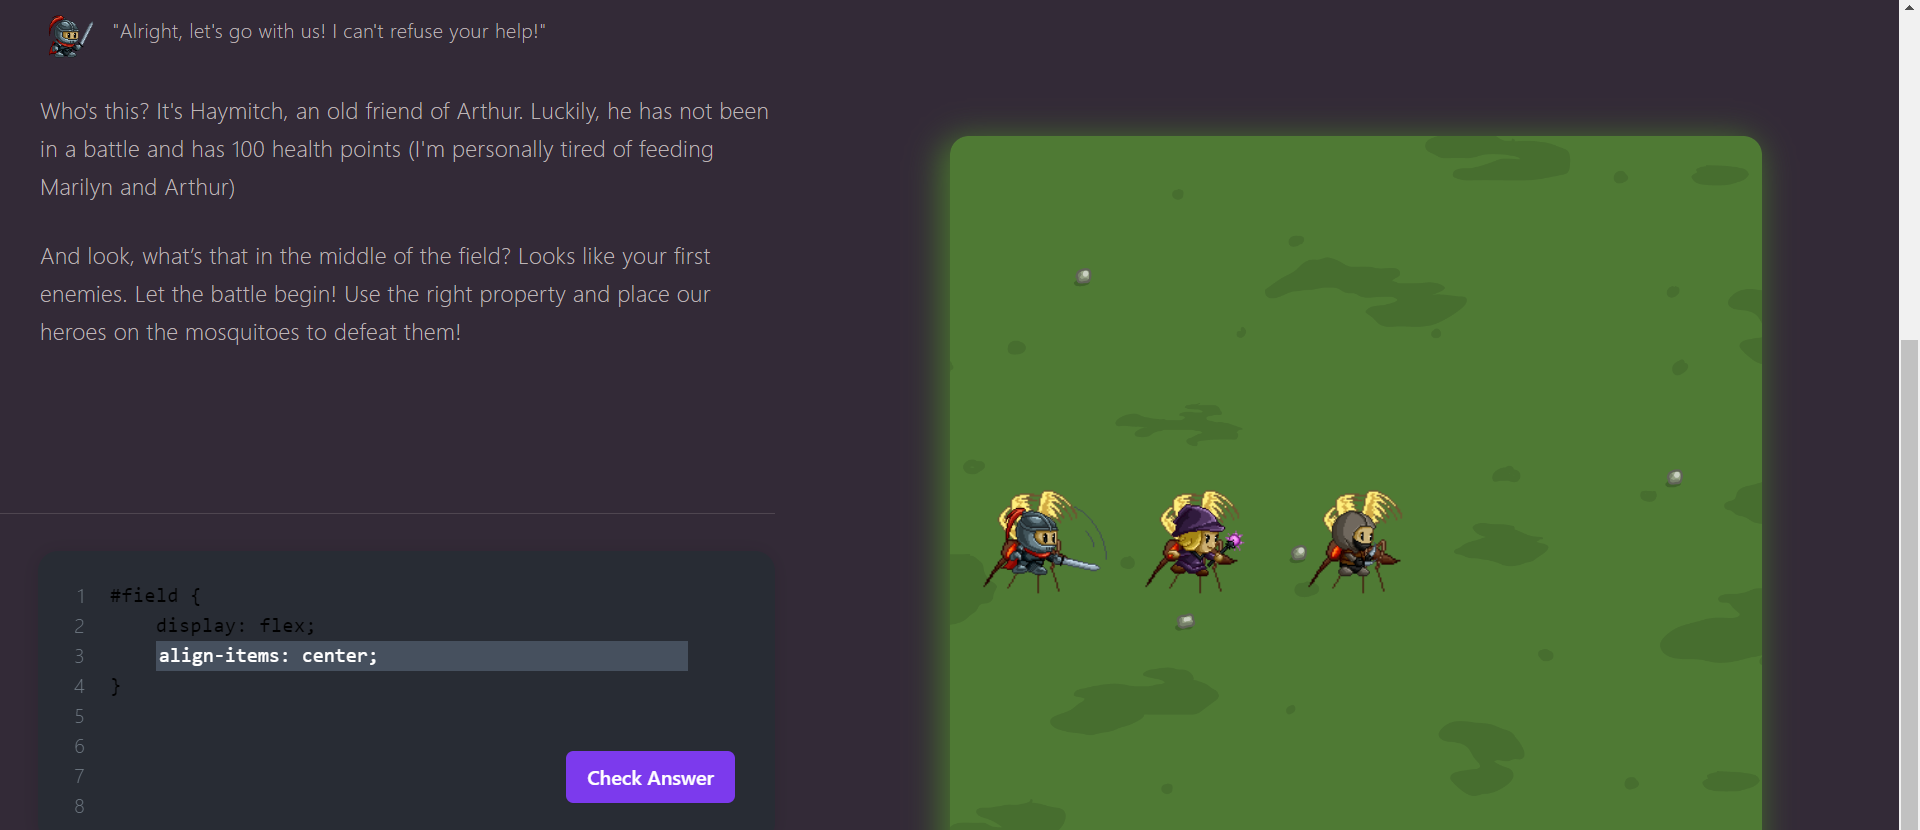 "Alright, let's go with us! I can't refuse your help!"
Who's this? It's Haymitch, an old friend of Arthur. Luckily, he has not been
in a battle and has 100 health points (I'm personally tired of feeding
Marilyn and Arthur)
And look, what’s that in the middle of the field? Looks like your first
enemies. Let the battle begin! Use the right property and place our
heroes on the mosquitoes to defeat them!
1 #field {
2 display: flex;
3 align-items: center;
4 }
5
6
7
8
Check Answer